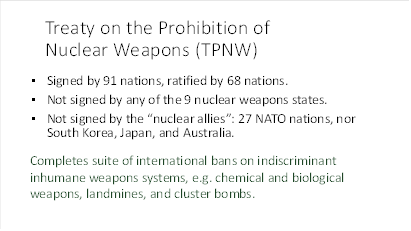 Treaty on the Prohibition of
Nuclear Weapons (TPNW)
▪ Signed by 91 nations, ratified by 68 nations.
▪ Not signed by any of the 9 nuclear weapons states.
▪ Not signed by the “nuclear allies”: 27 NATO nations, nor
South Korea, Japan, and Australia.
Completes suite of international bans on indiscriminant
inhumane weapons systems, e.g. chemical and biological
weapons, landmines, and cluster bombs.